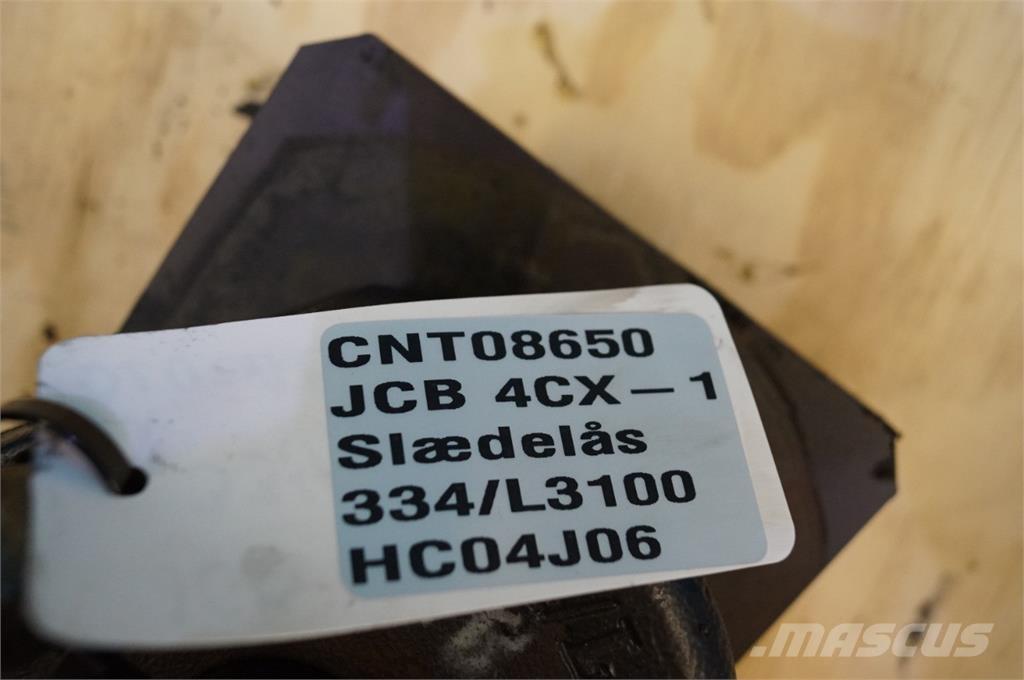 CNT08650
JCB 4CX-1
Slædelås
334/L3100
HC04J06
MASCUS